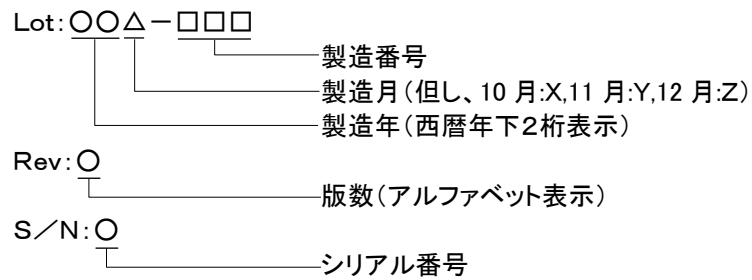 Lot:○○△－□□□
製造番号
製造月(但し、10 月:X,11 月:Y,12 月:Z)
製造年(西暦年下2桁表示)
Rev:○
版数(アルファベット表示)
S／N:○
シリアル番号